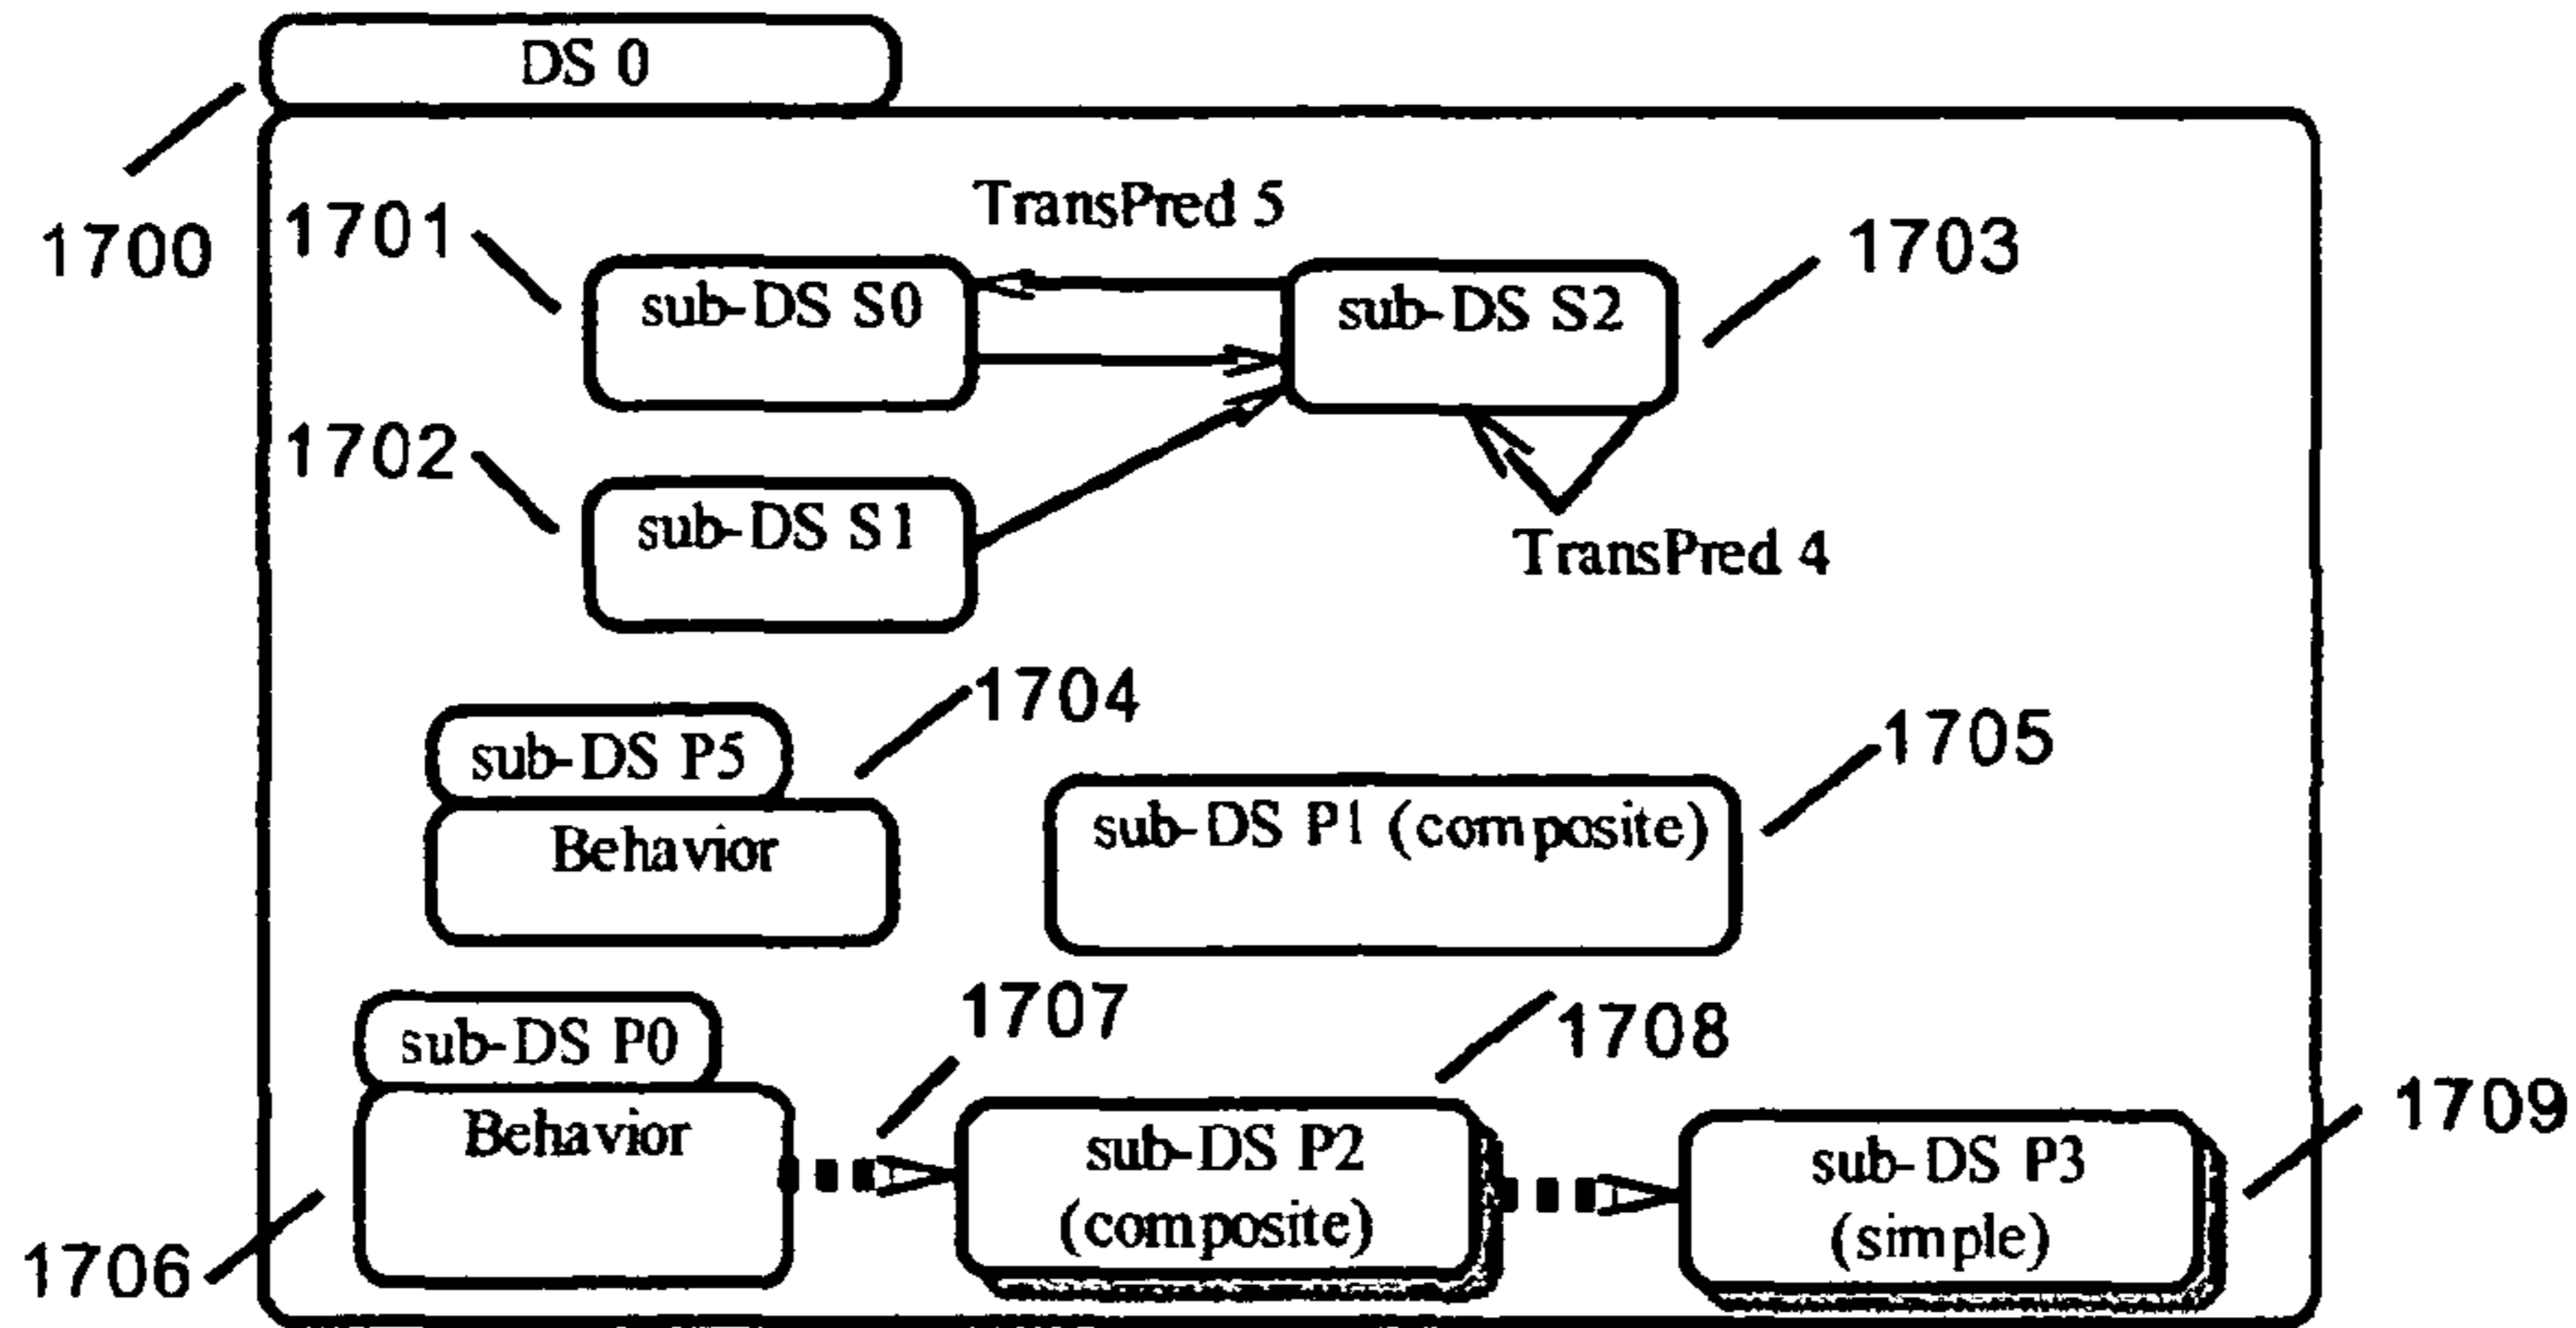 DS 0
1700
TransPred 5
1701
sub-DS S0
sub-DS S2
1703
1702
sub-DS S1
TransPred 4
1704
sub-DS P5
Behavior
1705
sub-DS P1 (composite)
1707
1708
sub-DS P0
Behavior
sub-DS P2
(composite)
sub-DS P3
(simple)
1709
1706